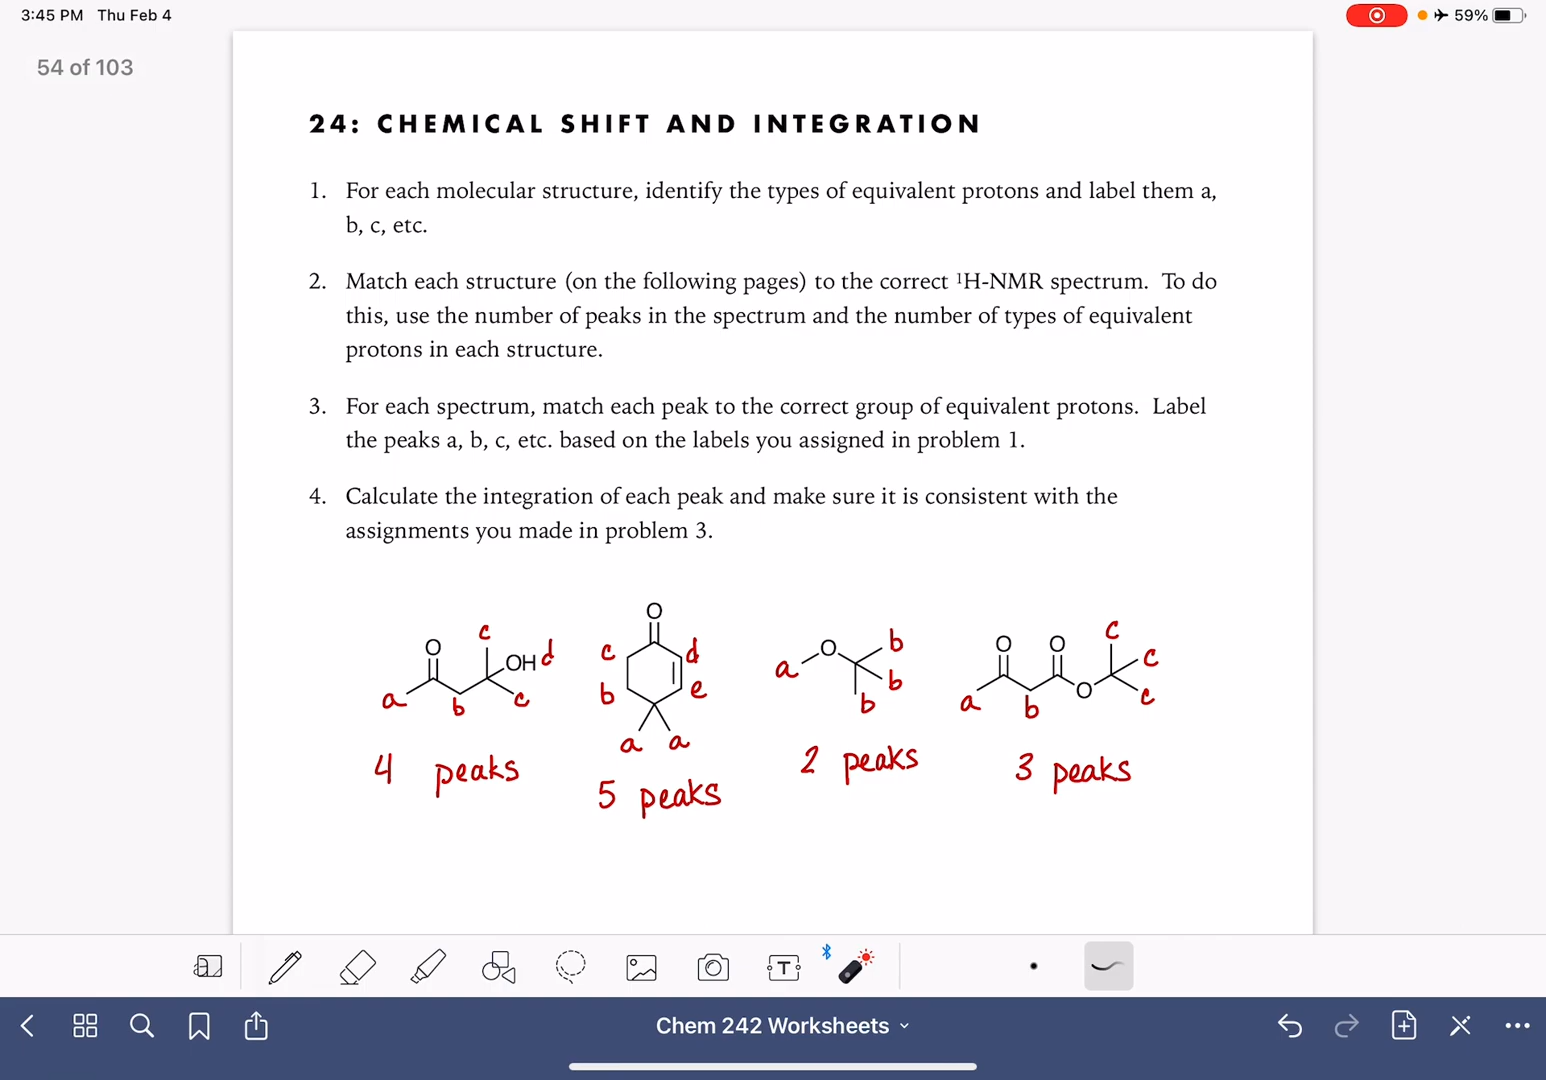 3:45 PM Thu Feb 4
59%
54 of 103
24: CHEMICAL SHIFT AND INTEGRATION
1. For each molecular structure, identify the types of equivalent protons and label them a,
b, c, etc.
2. Match each structure (on the following pages) to the correct ¹H-NMR spectrum. To do
this, use the number of peaks in the spectrum and the number of types of equivalent
protons in each structure.
3. For each spectrum, match each peak to the correct group of equivalent protons. Label
the peaks a, b, c, etc. based on the labels you assigned in problem 1.
4. Calculate the integration of each peak and make sure it is consistent with the
assignments you made in problem 3.
O c OH d a b c
4 peaks
O c d b e a a
5 peaks
a O b b b
2 peaks
O O c c a b O c
3 peaks
a
T
Chem 242 Worksheets